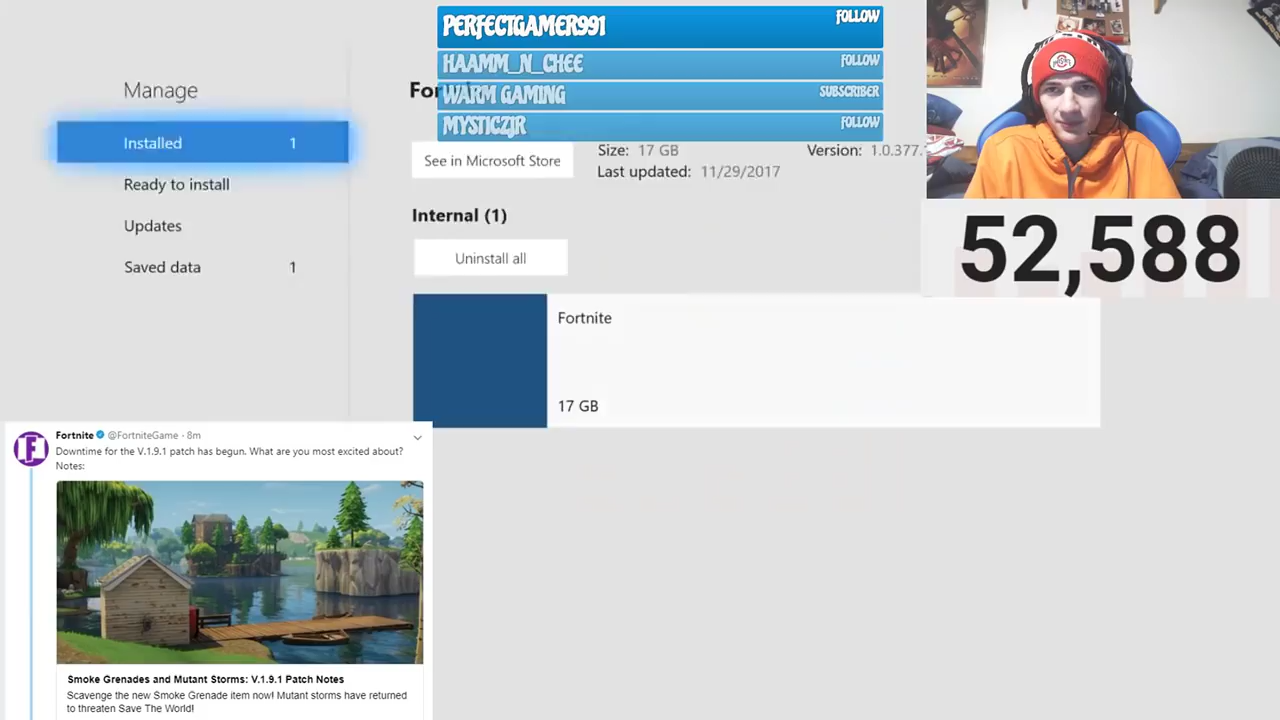 PERFECTGAMER991 FOLLOW
HAAMM_N_CHEE FOLLOW
WARM GAMING SUBSCRIBER
MYSTICZJR FOLLOW
Manage
Installed 1
Ready to install
Updates
Saved data 1
See in Microsoft Store
Size: 17 GB Version: 1.0.377.
Last updated: 11/29/2017
Internal (1)
Uninstall all
Fortnite
17 GB
52,588
Fortnite @FortniteGame · 8m
Downtime for the V.1.9.1 patch has begun. What are you most excited about?
Notes:
Smoke Grenades and Mutant Storms: V.1.9.1 Patch Notes
Scavenge the new Smoke Grenade item now! Mutant storms have returned
to threaten Save The World!